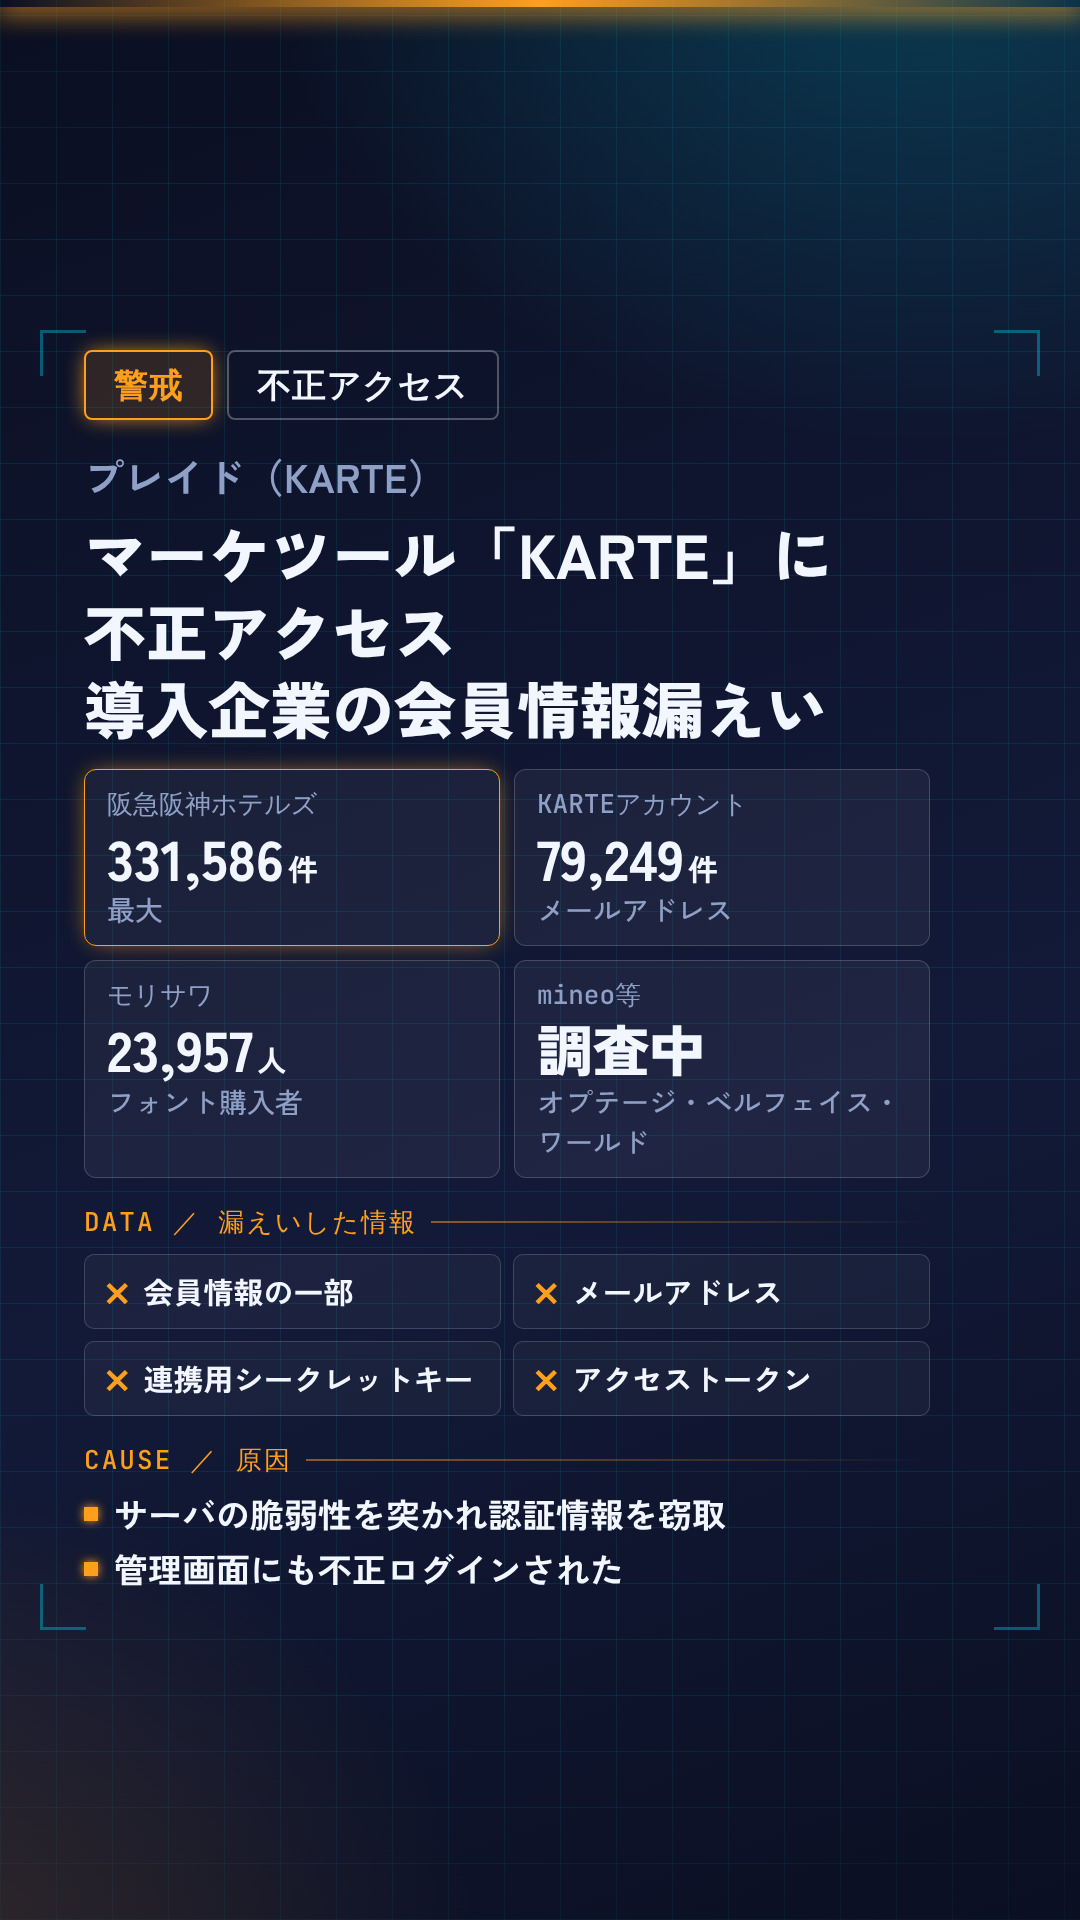 警戒
不正アクセス
プレイド（KARTE）
マーケツール「KARTE」に
不正アクセス
導入企業の会員情報漏えい
阪急阪神ホテルズ
331,586件
最大
KARTEアカウント
79,249件
メールアドレス
モリサワ
23,957人
フォント購入者
mineo等
調査中
オプテージ・ベルフェイス・
ワールド
DATA ／ 漏えいした情報
✕ 会員情報の一部
✕ メールアドレス
✕ 連携用シークレットキー
✕ アクセストークン
CAUSE ／ 原因
サーバの脆弱性を突かれ認証情報を窃取
管理画面にも不正ログインされた